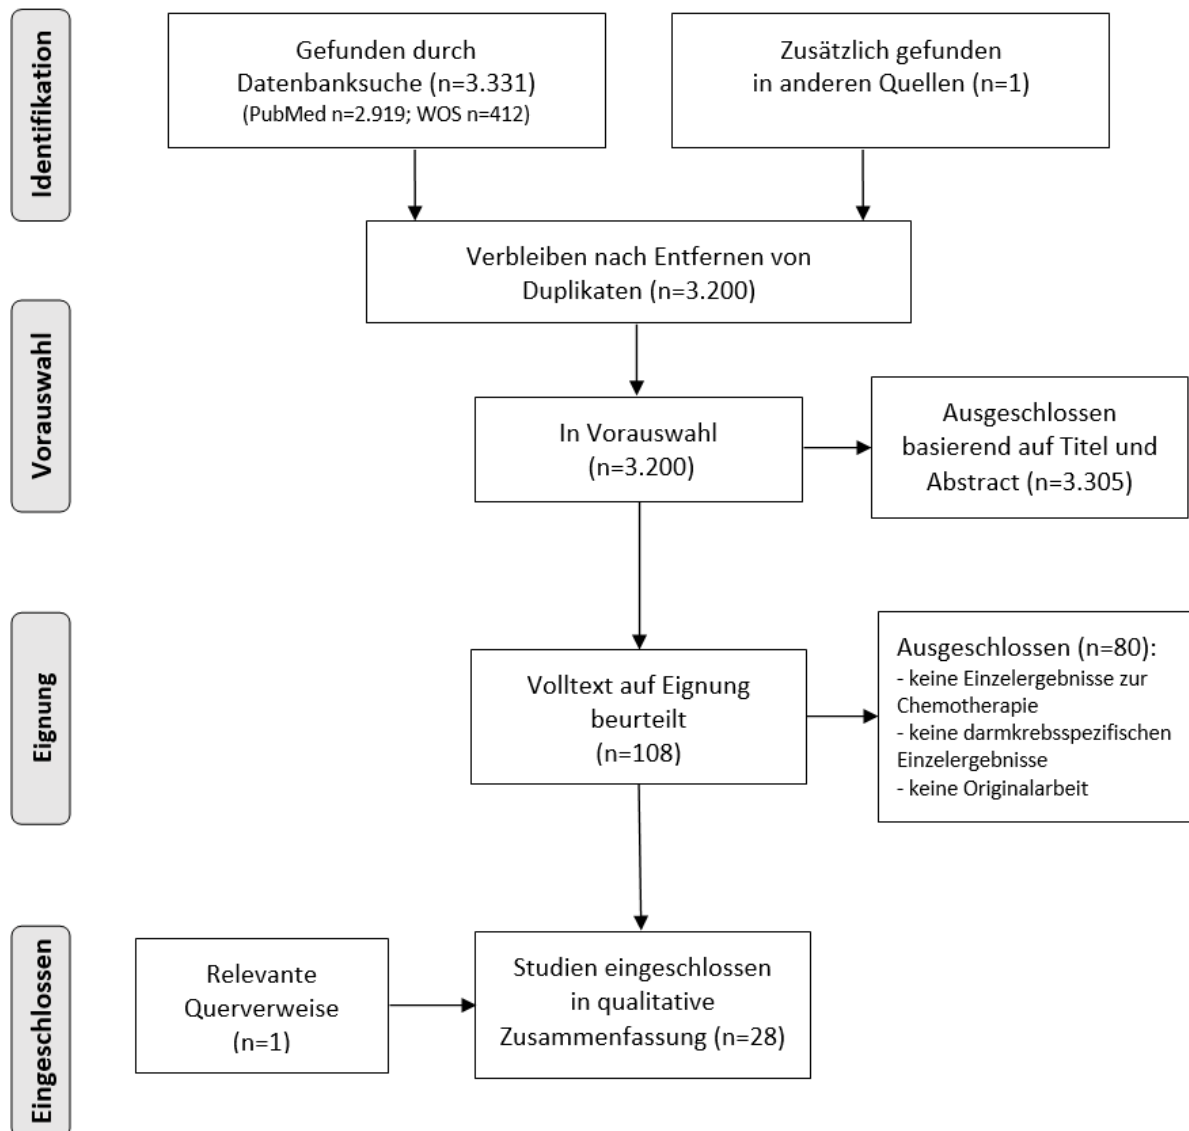 Identifikation
Gefunden durch
Datenbanksuche (n=3.331)
(PubMed n=2.919; WOS n=412)
Zusätzlich gefunden
in anderen Quellen (n=1)
Verbleiben nach Entfernen von
Duplikaten (n=3.200)
Vorauswahl
In Vorauswahl
(n=3.200)
Ausgeschlossen
basierend auf Titel und
Abstract (n=3.305)
Eignung
Volltext auf Eignung
beurteilt
(n=108)
Ausgeschlossen (n=80):
- keine Einzelergebnisse zur
Chemotherapie
- keine darmkrebsspezifischen
Einzelergebnisse
- keine Originalarbeit
Eingeschlossen
Relevante
Querverweise
(n=1)
Studien eingeschlossen
in qualitative
Zusammenfassung (n=28)